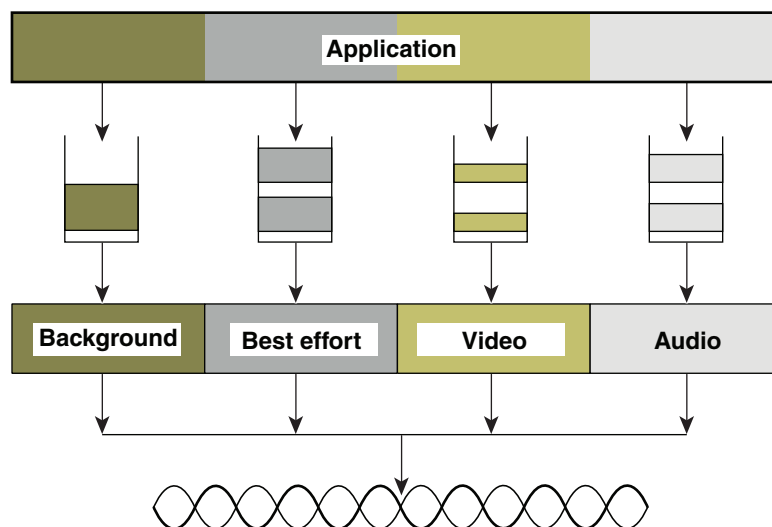 Application
Background
Best effort
Video
Audio